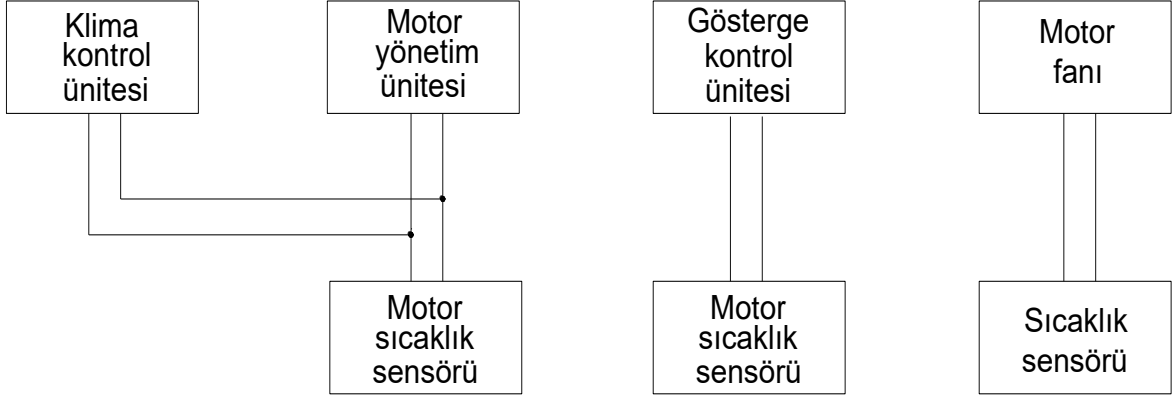 Klima
kontrol
ünitesi
Motor
yönetim
ünitesi
Gösterge
kontrol
ünitesi
Motor
fanı
Motor
sıcaklık
sensörü
Motor
sıcaklık
sensörü
Sıcaklık
sensörü